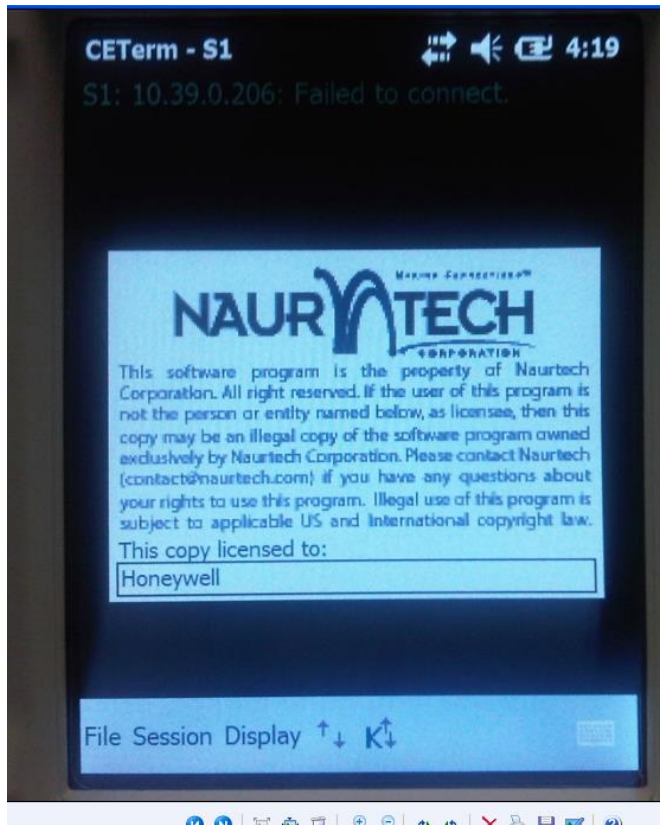 CETerm - S1 4:19
S1: 10.39.0.206: Failed to connect.
NAURTECH
CORPORATION
This software program is the property of Naurtech
Corporation. All right reserved. If the user of this program is
not the person or entity named below, as licensee, then this
copy may be an illegal copy of the software program owned
exclusively by Naurtech Corporation. Please contact Naurtech
(contact@naurtech.com) if you have any questions about
your rights to use this program. Illegal use of this program is
subject to applicable US and International copyright law.
This copy licensed to:
Honeywell
File Session Display K